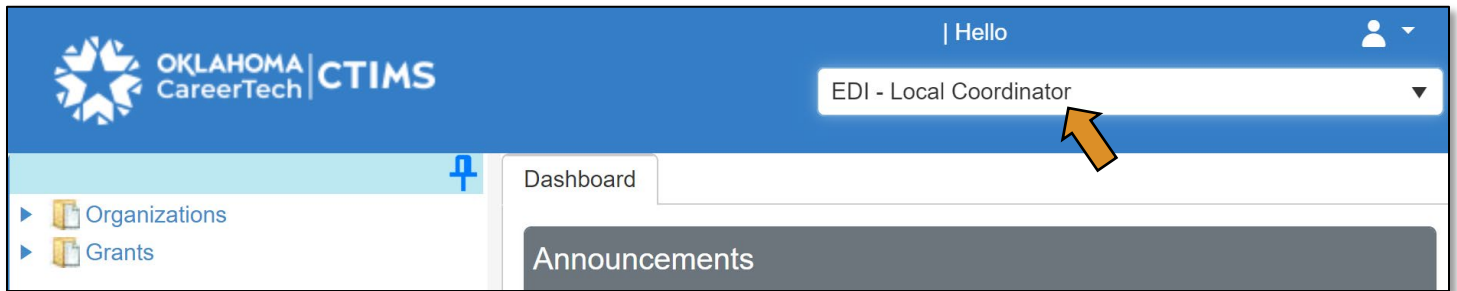 | Hello
OKLAHOMA
CareerTech
CTIMS
EDI - Local Coordinator
Dashboard
Organizations
Grants
Announcements